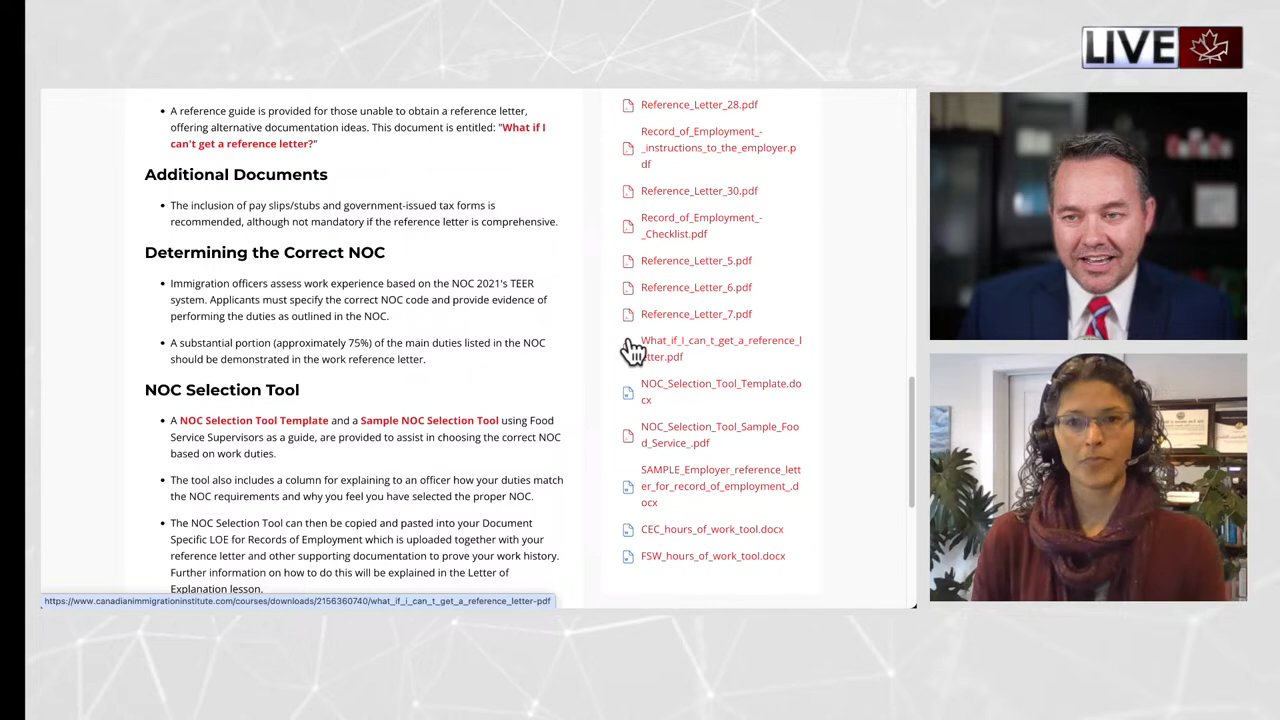 LIVE
A reference guide is provided for those unable to obtain a reference letter,
offering alternative documentation ideas. This document is entitled: "What if I
can't get a reference letter?"
Additional Documents
The inclusion of pay slips/stubs and government-issued tax forms is
recommended, although not mandatory if the reference letter is comprehensive.
Determining the Correct NOC
Immigration officers assess work experience based on the NOC 2021's TEER
system. Applicants must specify the correct NOC code and provide evidence of
performing the duties as outlined in the NOC.
A substantial portion (approximately 75%) of the main duties listed in the NOC
should be demonstrated in the work reference letter.
NOC Selection Tool
A NOC Selection Tool Template and a Sample NOC Selection Tool using Food
Service Supervisors as a guide, are provided to assist in choosing the correct NOC
based on work duties.
The tool also includes a column for explaining to an officer how your duties match
the NOC requirements and why you feel you have selected the proper NOC.
The NOC Selection Tool can then be copied and pasted into your Document
Specific LOE for Records of Employment which is uploaded together with your
reference letter and other supporting documentation to prove your work history.
Further information on how to do this will be explained in the Letter of
Explanation lesson.
https://www.canadianimmigrationinstitute.com/courses/downloads/2156360740/what_if_i_can_t_get_a_reference_letter-pdf
Reference_Letter_28.pdf
Record_of_Employment_-
_instructions_to_the_employer.p
df
Reference_Letter_30.pdf
Record_of_Employment_-
_Checklist.pdf
Reference_Letter_5.pdf
Reference_Letter_6.pdf
Reference_Letter_7.pdf
What_if_I_can_t_get_a_reference_l
tter.pdf
NOC_Selection_Tool_Template.do
cx
NOC_Selection_Tool_Sample_Foo
d_Service_.pdf
SAMPLE_Employer_reference_lett
er_for_record_of_employment_.d
ocx
CEC_hours_of_work_tool.docx
FSW_hours_of_work_tool.docx